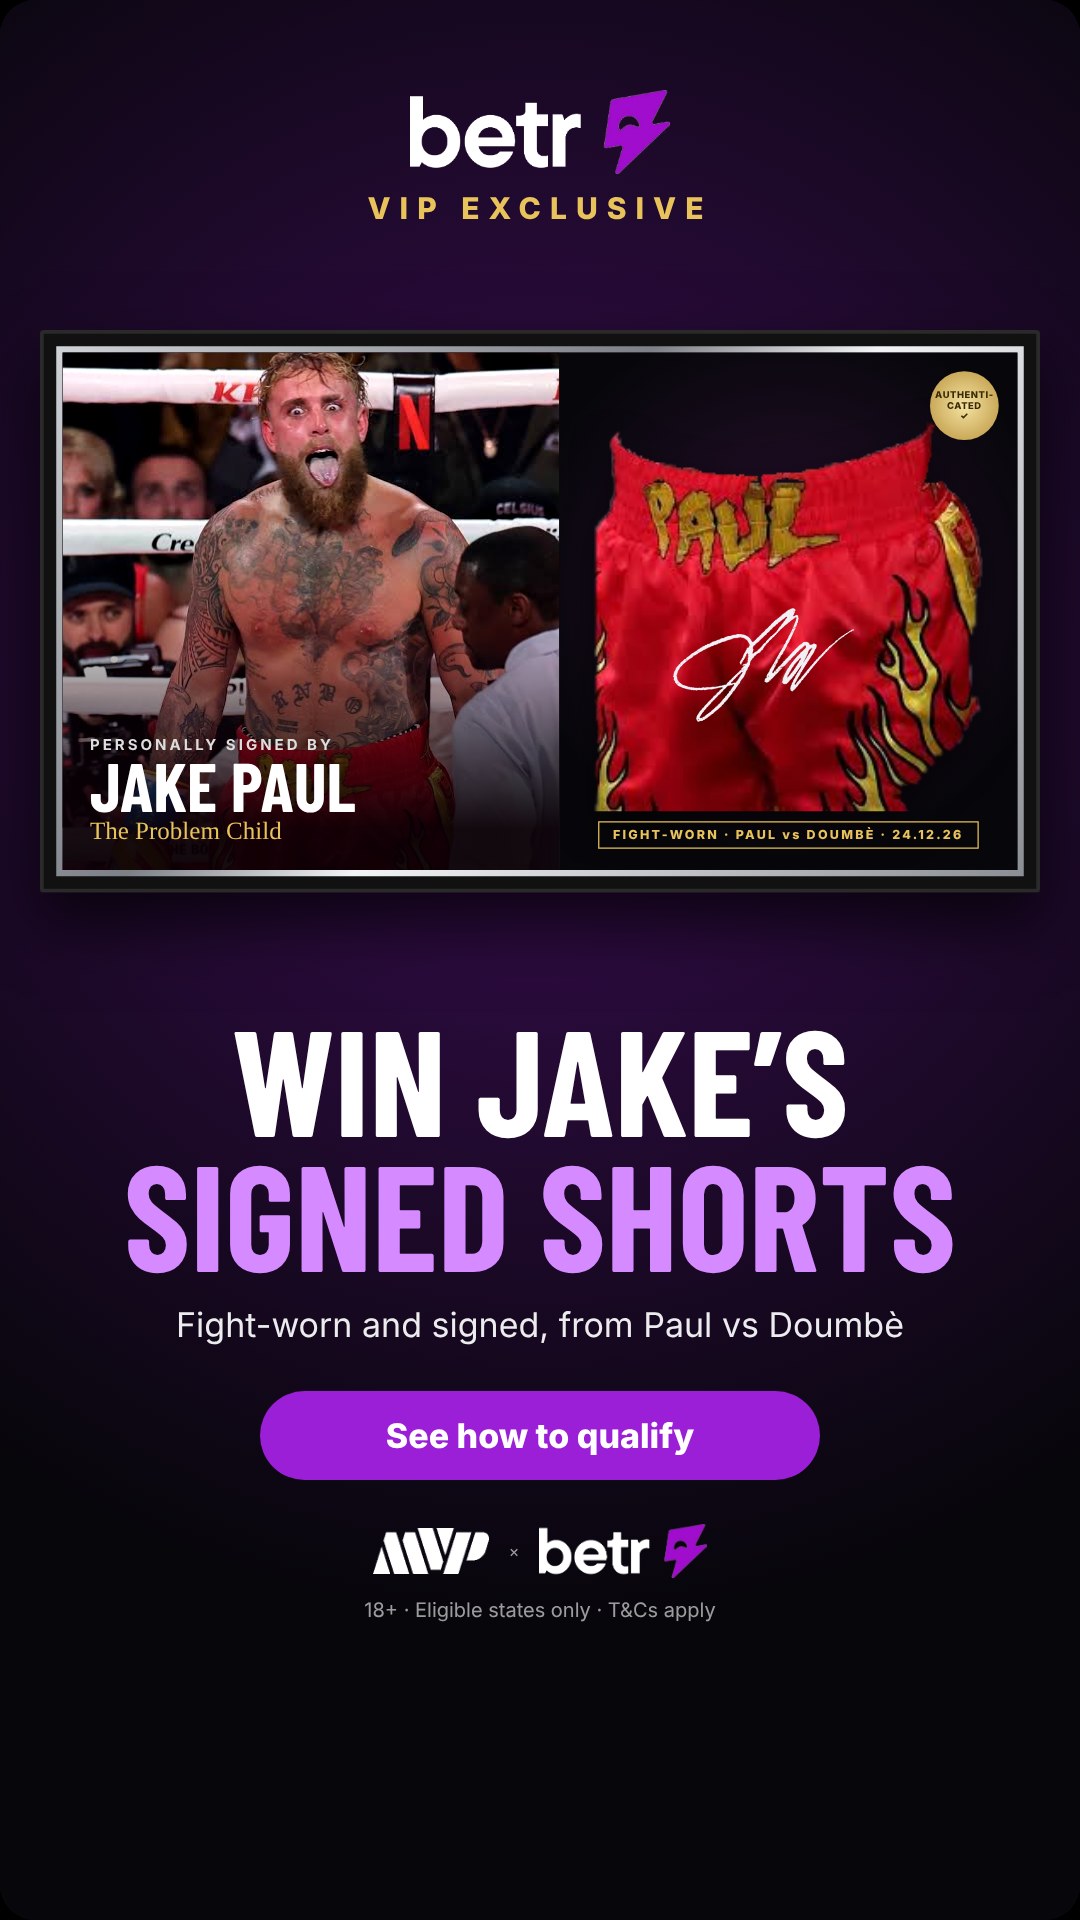 betr
VIP EXCLUSIVE
AUTHENTI-
CATED
✓
CELSIUS
PAUL
PERSONALLY SIGNED BY
JAKE PAUL
The Problem Child
FIGHT-WORN · PAUL vs DOUMBÈ · 24.12.26
WIN JAKE’S
SIGNED SHORTS
Fight-worn and signed, from Paul vs Doumbè
See how to qualify
MVP × betr
18+ · Eligible states only · T&Cs apply